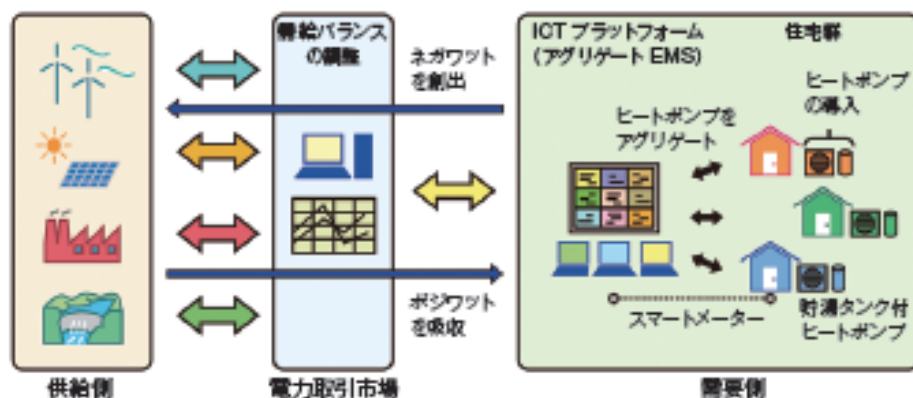 需給バランス
の調整
ネガワット
を創出
ICT プラットフォーム
(アグリゲート EMS)
住宅群
ヒートポンプ
の導入
ヒートポンプを
アグリゲート
ポジワット
を吸収
スマートメーター
貯湯タンク付
ヒートポンプ
供給側
電力取引市場
需要側